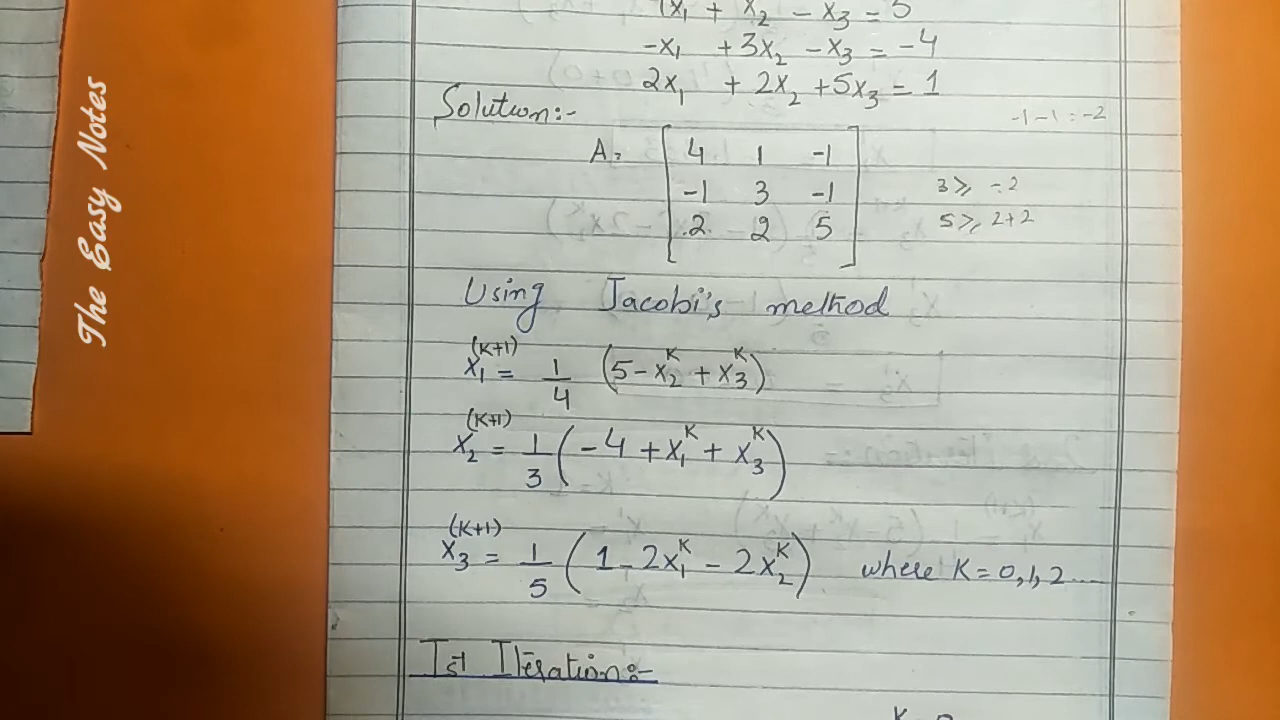 4x₁ + x₂ - x₃ = 5
-x₁ + 3x₂ - x₃ = -4
2x₁ + 2x₂ + 5x₃ = 1
Solution:-
-1-1=-2
A= [ 4 1 -1
-1 3 -1
2 2 5 ]
3 ≥ -2
5 ≥ 2+2
Using Jacobi's method
x₁^(K+1) = 1/4 (5 - x₂^K + x₃^K)
x₂^(K+1) = 1/3 (-4 + x₁^K + x₃^K)
x₃^(K+1) = 1/5 (1 - 2x₁^K - 2x₂^K) where K = 0,1,2....
Ist Iteration:-
The Easy Notes